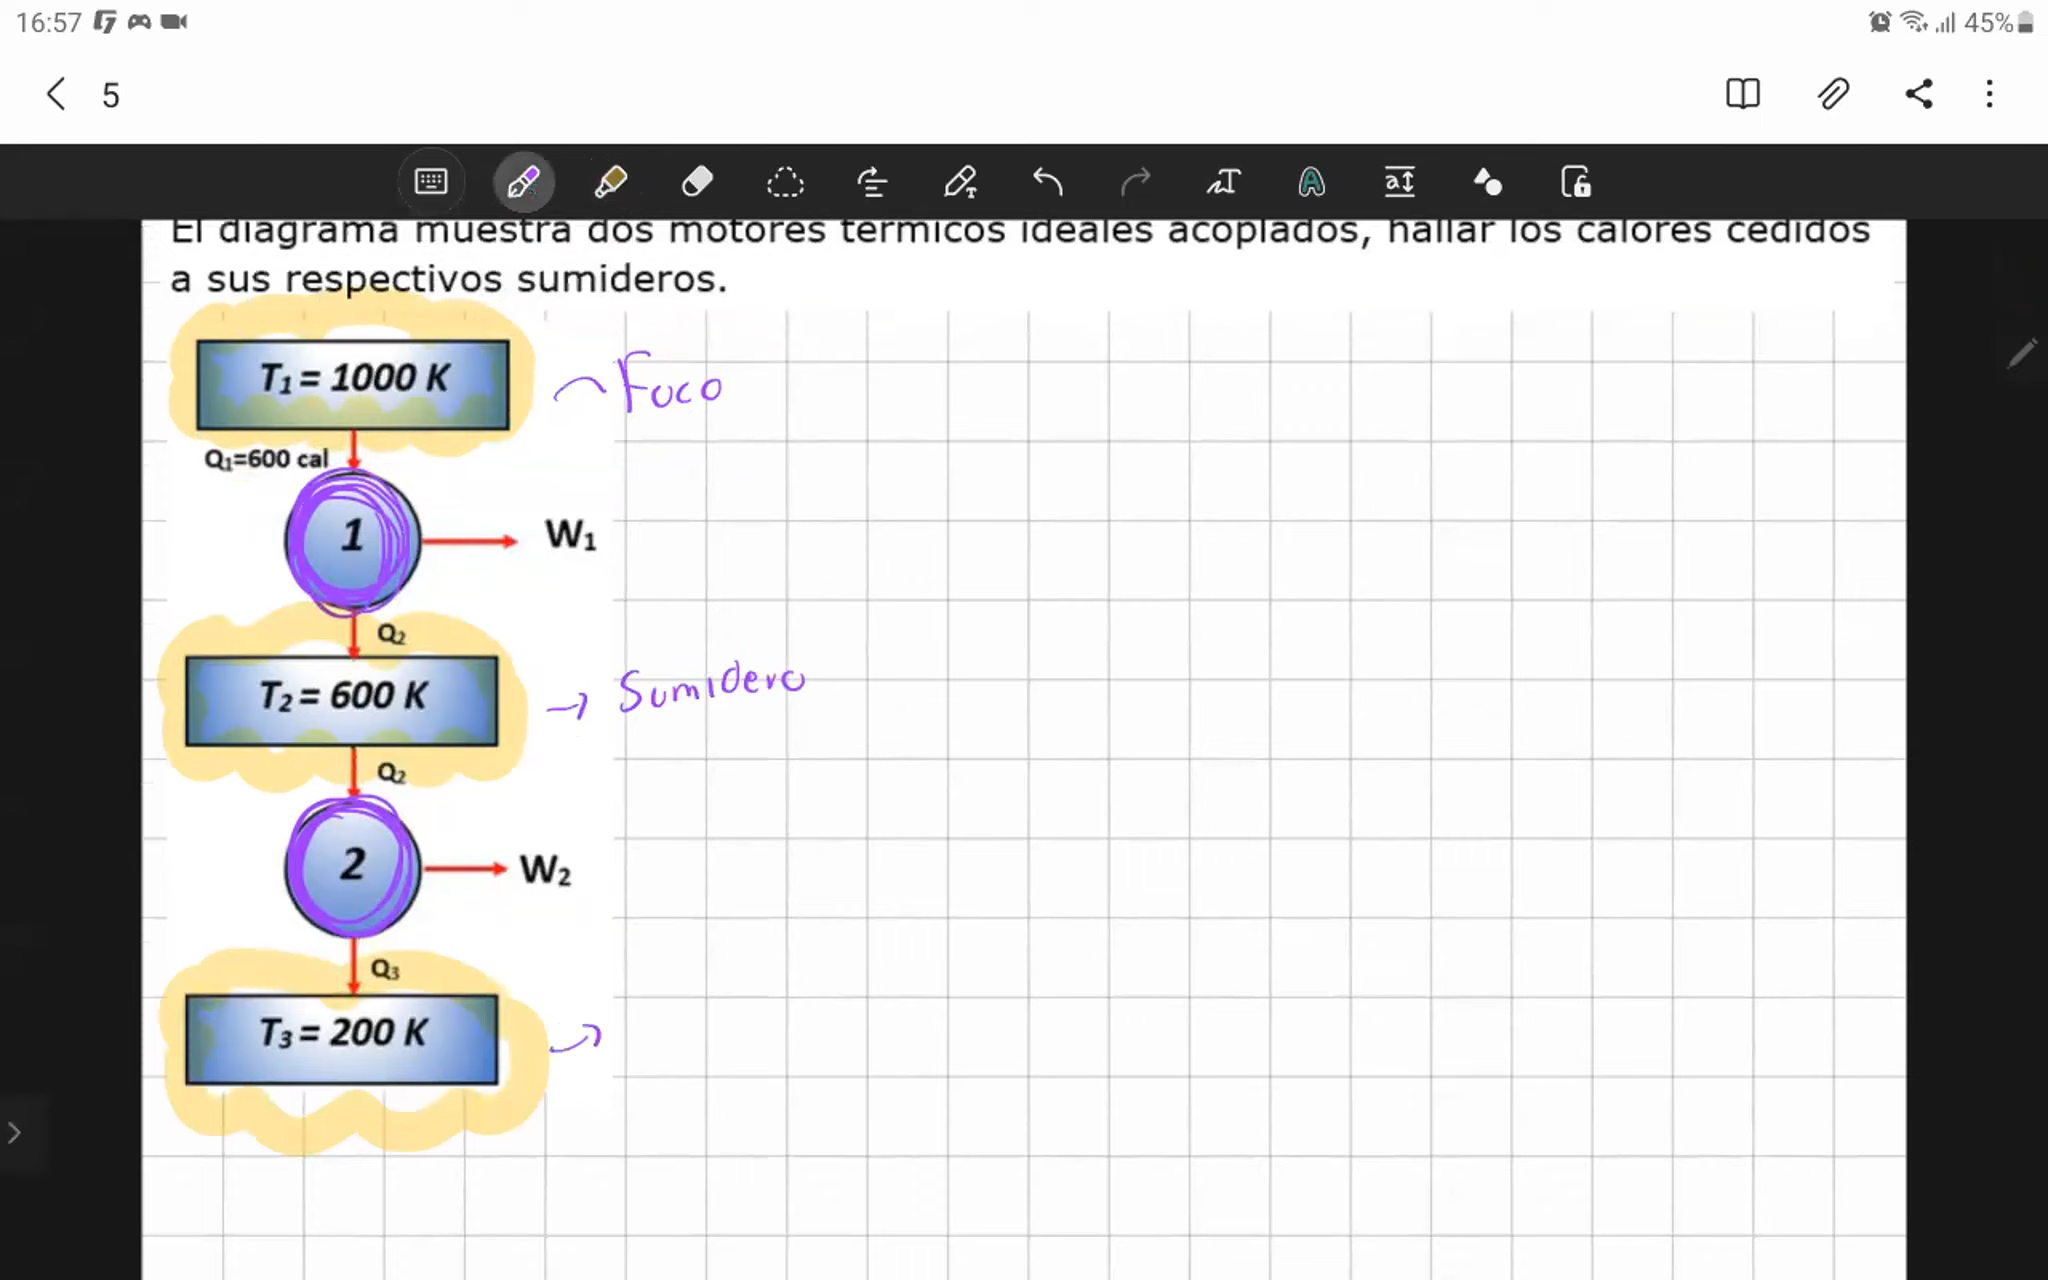 16:57
45%
5
El diagrama muestra dos motores térmicos ideales acoplados, hallar los calores cedidos
a sus respectivos sumideros.
T₁ = 1000 K
Foco
Q₁=600 cal
1
W₁
Q₂
T₂ = 600 K
→ Sumidero
Q₂
2
W₂
Q₃
T₃ = 200 K